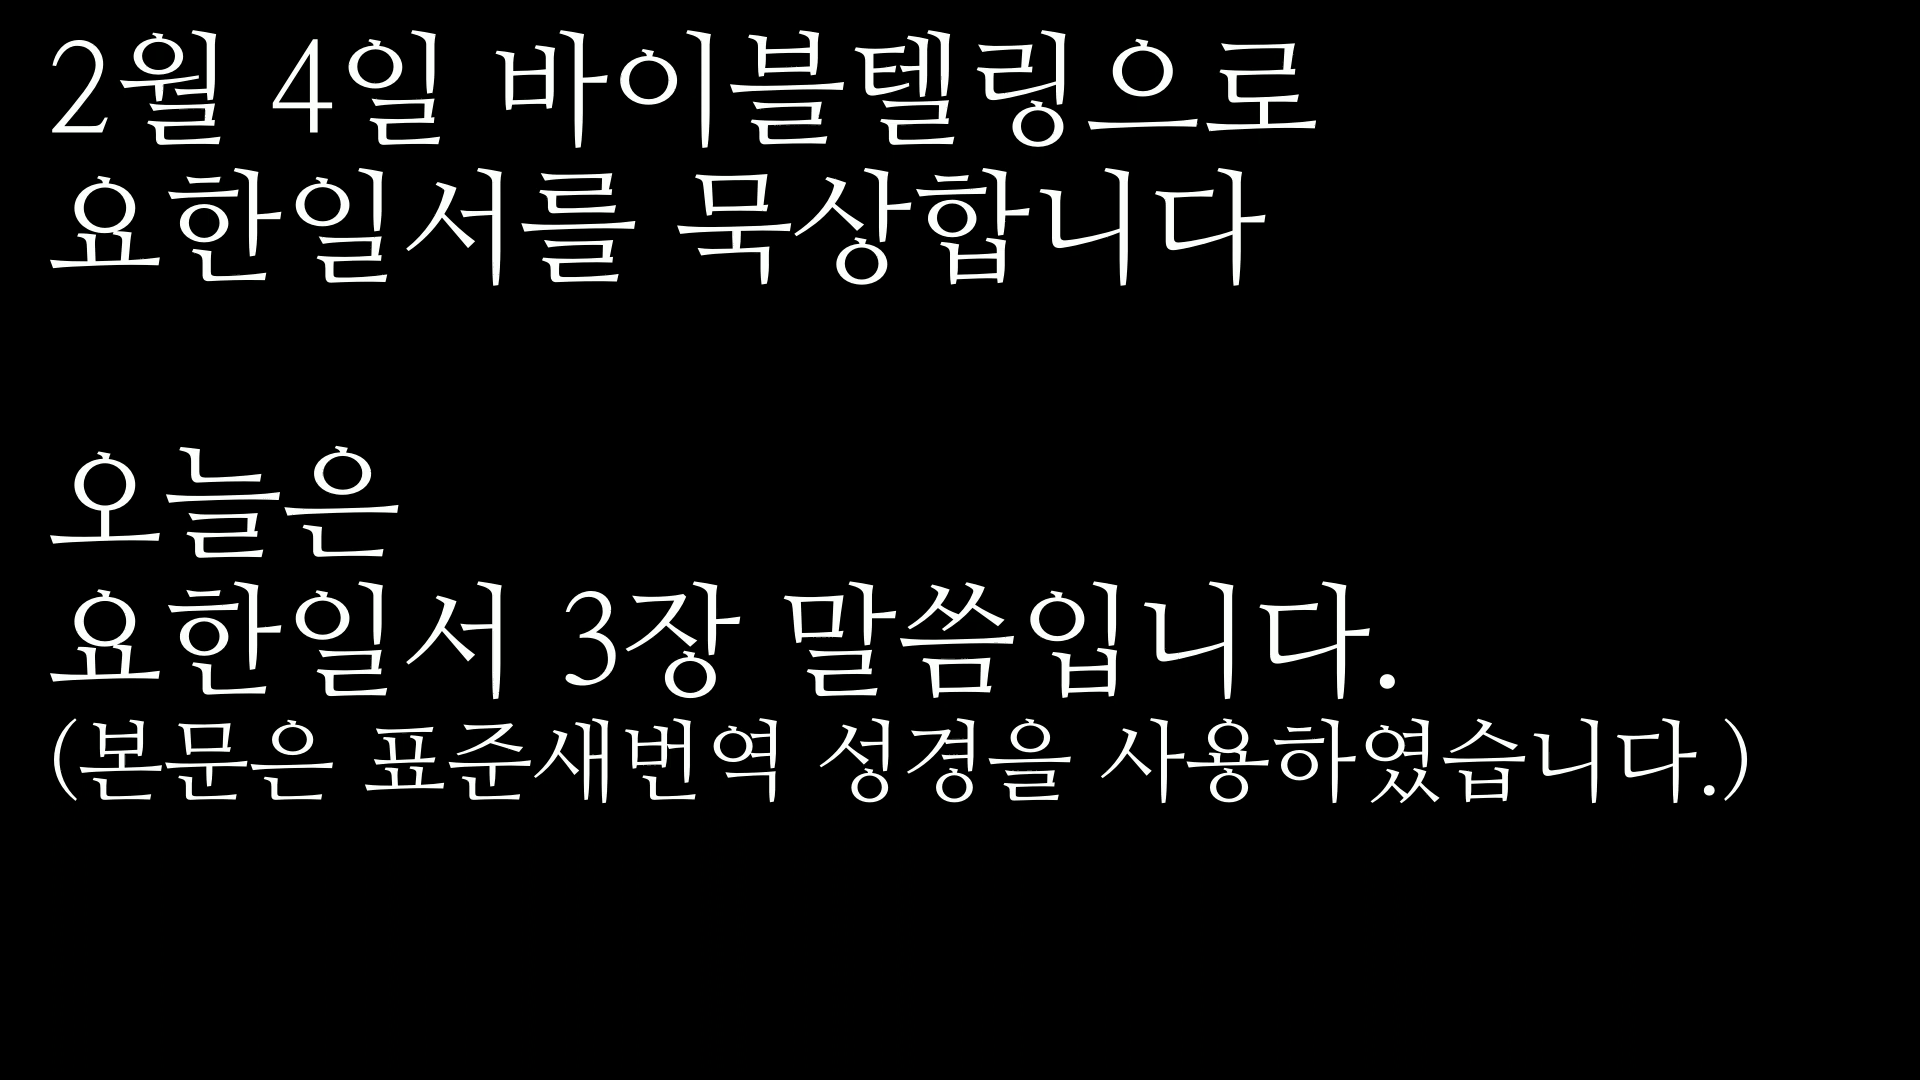 2월 4일 바이블텔링으로
요한일서를 묵상합니다
오늘은
요한일서 3장 말씀입니다.
(본문은 표준새번역 성경을 사용하였습니다.)